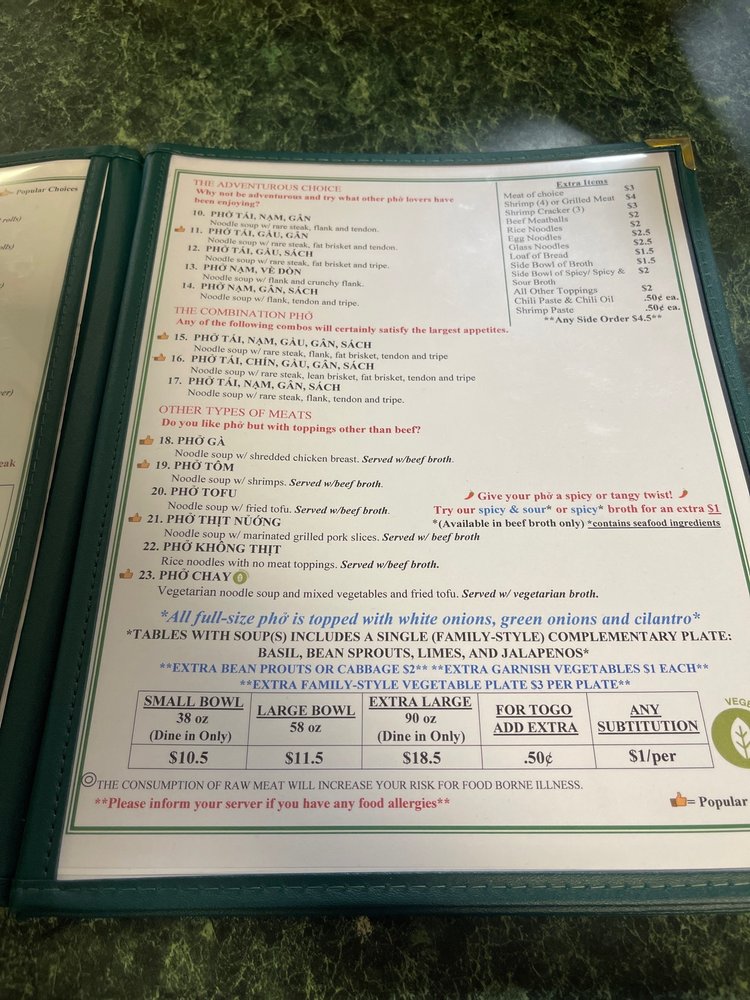 Popular Choices
rolls)
THE ADVENTUROUS CHOICE
Why not be adventurous and try what other phở lovers have
been enjoying?
10. PHỞ TÁI, NẠM, GÂN
Noodle soup w/ rare steak, flank and tendon.
11. PHỞ TÁI, GẦU, GÂN
Noodle soup w/ rare steak, fat brisket and tendon.
12. PHỞ TÁI, GẦU, SÁCH
Noodle soup w/ rare steak, fat brisket and tripe.
13. PHỞ NẠM, VÈ DÒN
Noodle soup w/ flank and crunchy flank.
14. PHỞ NẠM, GÂN, SÁCH
Noodle soup w/ flank, tendon and tripe.
Extra Items
Meat of choice $3
Shrimp (4) or Grilled Meat $4
Shrimp Cracker (3) $3
Beef Meatballs $2
Rice Noodles $2
Egg Noodles $2.5
Glass Noodles $2.5
Loaf of Bread $1.5
Side Bowl of Broth $1.5
Side Bowl of Spicy/ Spicy & $2
Sour Broth
All Other Toppings $2
Chili Paste & Chili Oil .50¢ ea.
Shrimp Paste .50¢ ea.
**Any Side Order $4.5**
THE COMBINATION PHỞ
Any of the following combos will certainly satisfy the largest appetites.
15. PHỞ TÁI, NẠM, GẦU, GÂN, SÁCH
Noodle soup w/ rare steak, flank, fat brisket, tendon and tripe
16. PHỞ TÁI, CHÍN, GẦU, GÂN, SÁCH
Noodle soup w/ rare steak, lean brisket, fat brisket, tendon and tripe
17. PHỞ TÁI, NẠM, GÂN, SÁCH
Noodle soup w/ rare steak, flank, tendon and tripe.
OTHER TYPES OF MEATS
Do you like phở but with toppings other than beef?
18. PHỞ GÀ
Noodle soup w/ shredded chicken breast. Served w/beef broth.
19. PHỞ TÔM
Noodle soup w/ shrimps. Served w/beef broth.
20. PHỞ TOFU
Noodle soup w/ fried tofu. Served w/beef broth.
21. PHỞ THỊT NƯỚNG
Noodle soup w/ marinated grilled pork slices. Served w/ beef broth
22. PHỞ KHÔNG THỊT
Rice noodles with no meat toppings. Served w/beef broth.
23. PHỞ CHAY
Vegetarian noodle soup and mixed vegetables and fried tofu. Served w/ vegetarian broth.
Give your phở a spicy or tangy twist!
Try our spicy & sour* or spicy* broth for an extra $1
*(Available in beef broth only) *contains seafood ingredients
*All full-size phở is topped with white onions, green onions and cilantro*
*TABLES WITH SOUP(S) INCLUDES A SINGLE (FAMILY-STYLE) COMPLEMENTARY PLATE:
BASIL, BEAN SPROUTS, LIMES, AND JALAPENOS*
**EXTRA BEAN PROUTS OR CABBAGE $2** **EXTRA GARNISH VEGETABLES $1 EACH**
**EXTRA FAMILY-STYLE VEGETABLE PLATE $3 PER PLATE**
SMALL BOWL
38 oz
(Dine in Only)
$10.5
LARGE BOWL
58 oz
$11.5
EXTRA LARGE
90 oz
(Dine in Only)
$18.5
FOR TOGO
ADD EXTRA
.50¢
ANY
SUBTITUTION
$1/per
VEGE
THE CONSUMPTION OF RAW MEAT WILL INCREASE YOUR RISK FOR FOOD BORNE ILLNESS.
**Please inform your server if you have any food allergies**
= Popular